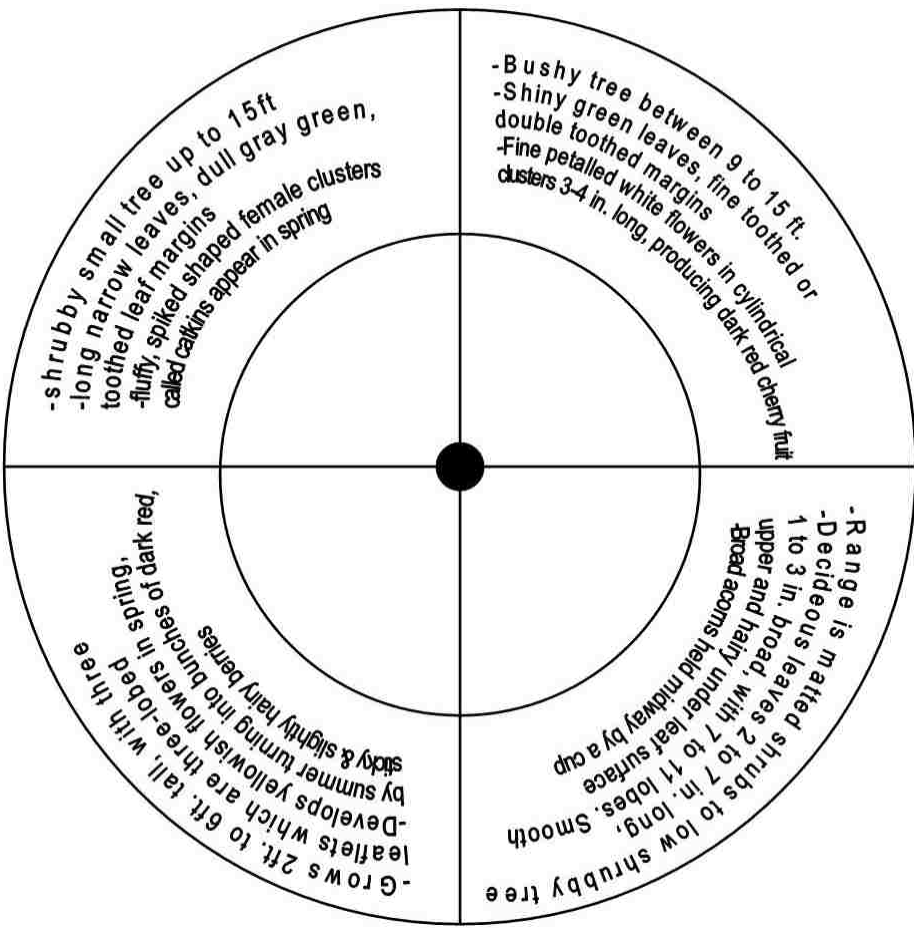 -shrubby small tree up to 15ft
-long narrow leaves, dull gray green,
toothed leaf margins
-fluffy, spiked shaped female clusters
called catkins appear in spring
-Bushy tree between 9 to 15 ft.
-Shiny green leaves, fine toothed or
double toothed margins
-Fine petalled white flowers in cylindrical
clusters 3-4 in. long, producing dark red cherry fruit
-Range is matted shrubs to low shrubby tree
-Decideous leaves 2 to 7 in. long,
1 to 3 in. broad, with 7 to 11 lobes. Smooth
upper and hairy under leaf surface
-Broad acorns held midway by a cup
-Grows 2ft. to 6ft. tall, with three
leaflets which are three-lobed
-Develops yellowish flowers in spring,
by summer turning into bunches of dark red,
sticky & slightly hairy berries